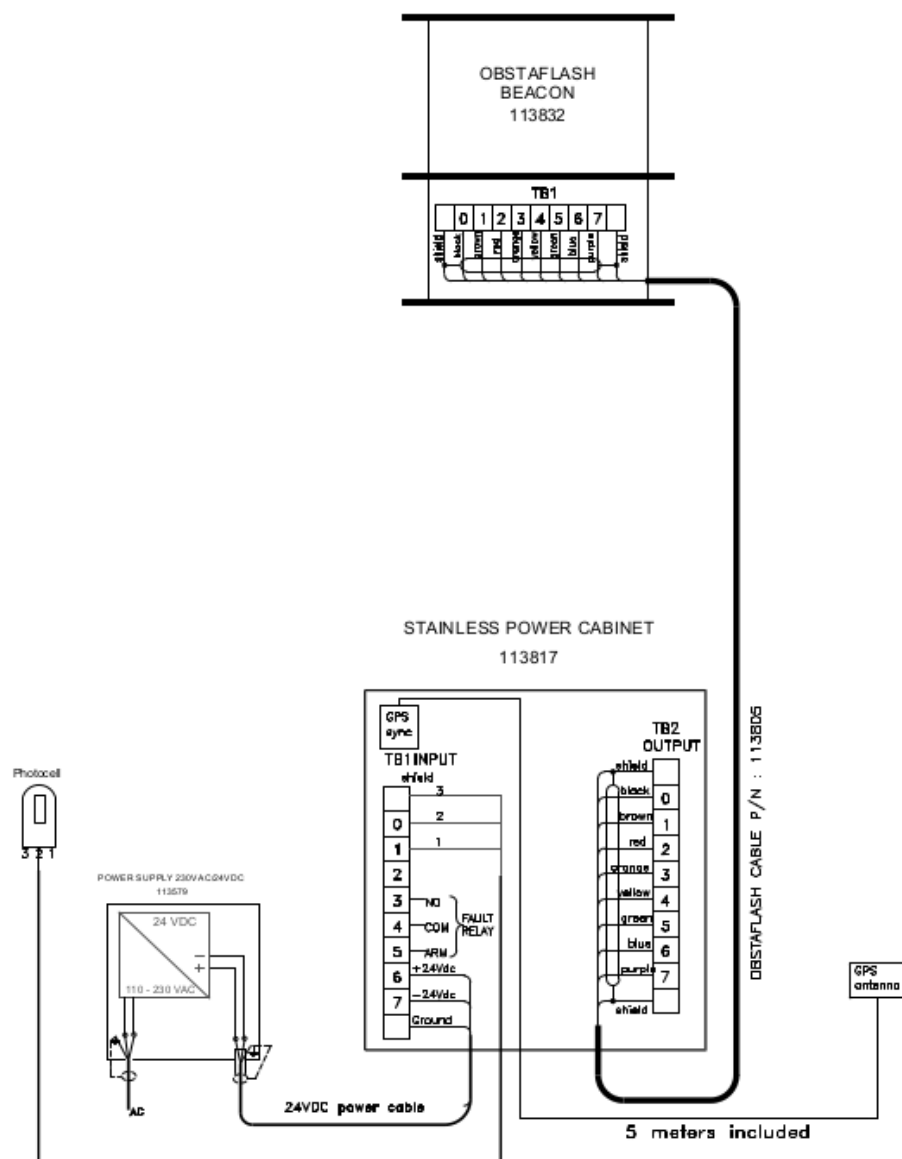 OBSTAFLASH
BEACON
113832
TB1
0 1 2 3 4 5 6 7
shield black brown red orange yellow green blue purple shield
STAINLESS POWER CABINET
113817
GPS
sync
TB1 INPUT
shield
3
0 2
1 1
2
3 NO
4 COM
5 ARM
FAULT
RELAY
6 +24Vdc
7 -24Vdc
Ground
TB2
OUTPUT
shield
black 0
brown 1
red 2
orange 3
yellow 4
green 5
blue 6
purple 7
shield
OBSTAFLASH CABLE P/N : 113805
Photocell
3 2 1
POWER SUPPLY 230VAC/24VDC
113579
24 VDC
−
+
110 - 230 VAC
AC
24VDC power cable
GPS
antenna
5 meters included